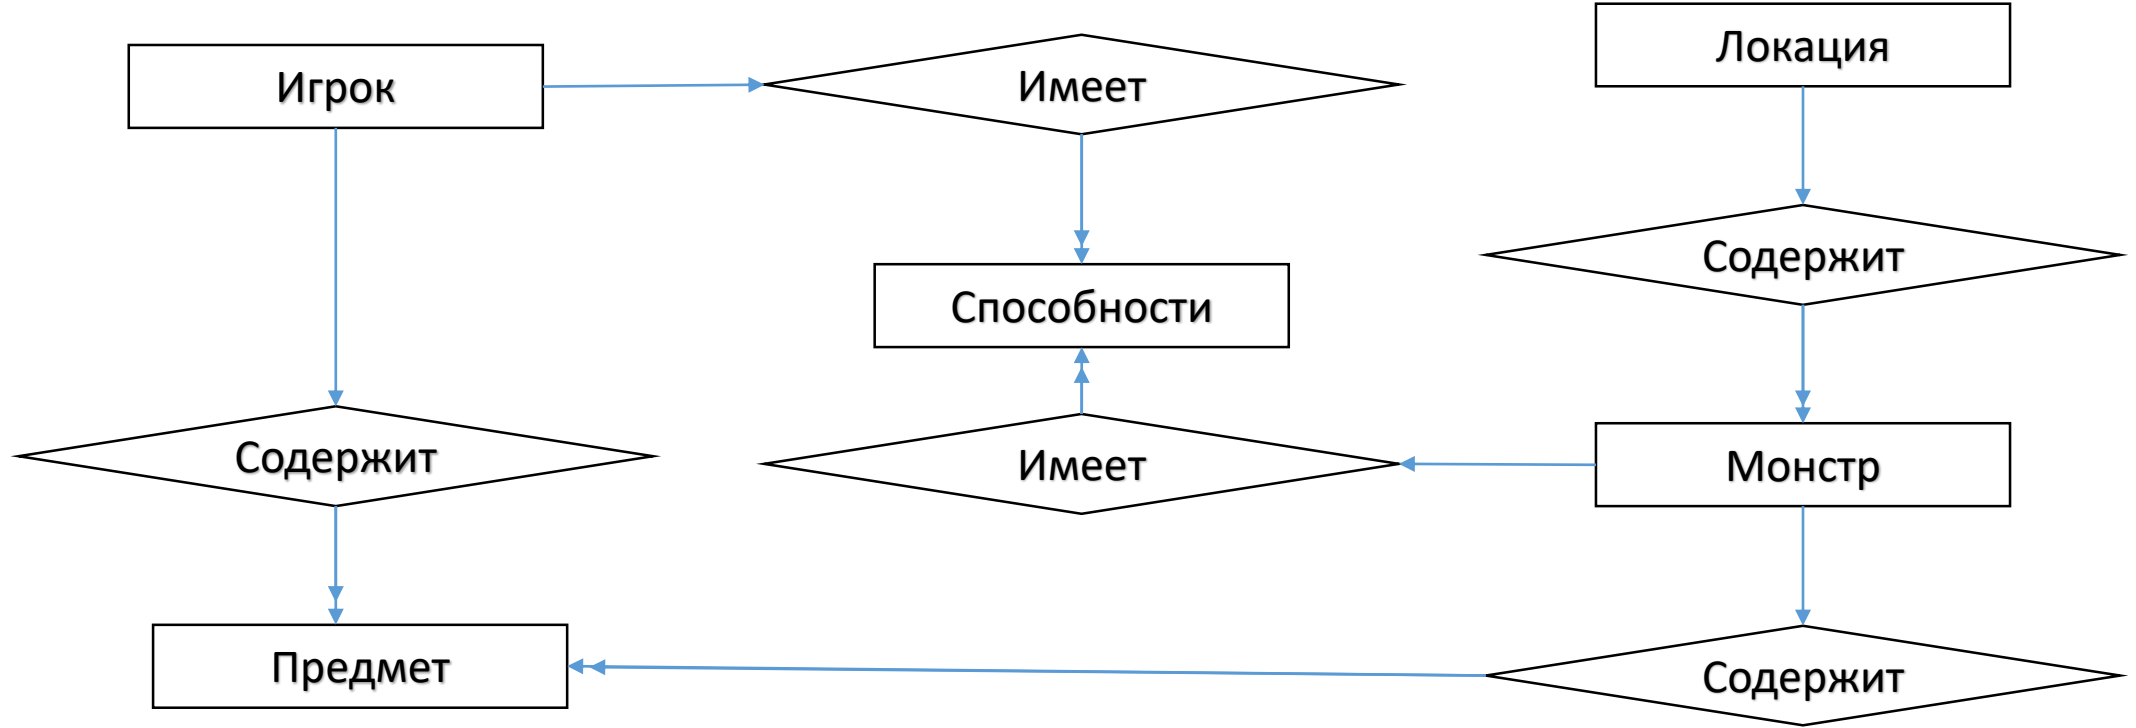 Игрок
Имеет
Локация
Содержит
Способности
Содержит
Имеет
Монстр
Предмет
Содержит